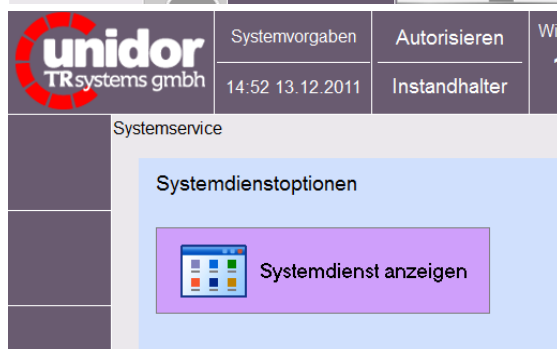 unidor
TRsystems gmbh
Systemvorgaben
14:52 13.12.2011
Autorisieren
Instandhalter
Systemservice
Systemdienstoptionen
Systemdienst anzeigen